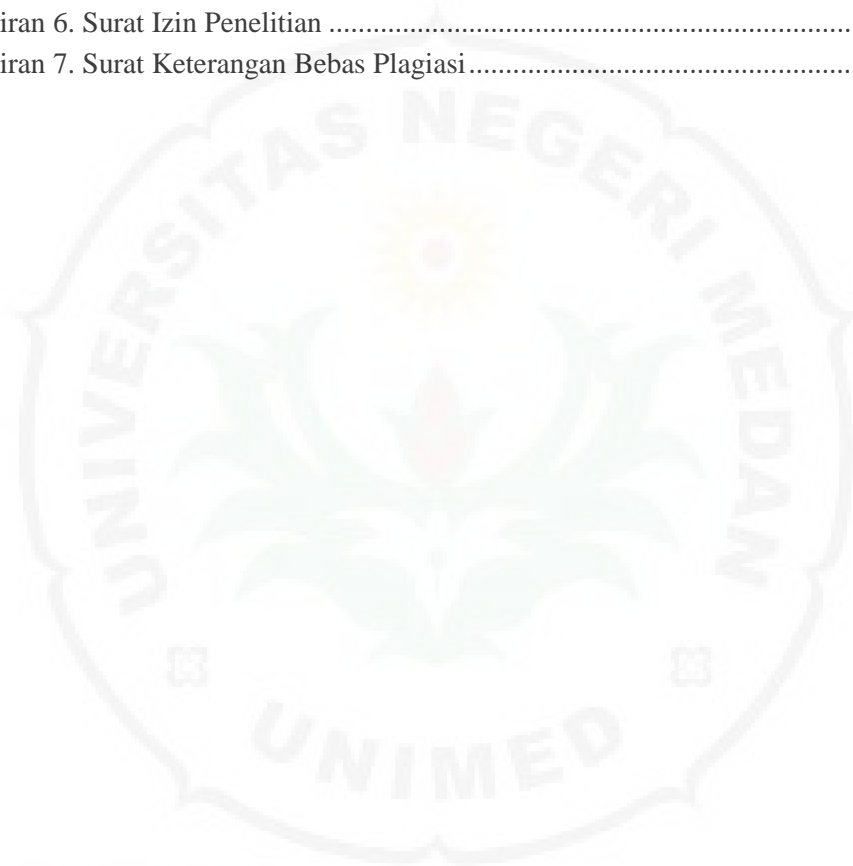 iran 6. Surat Izin Penelitian ........................................................................
iran 7. Surat Keterangan Bebas Plagiasi ....................................................
UNIVERSITAS NEGERI MEDAN
UNIMED